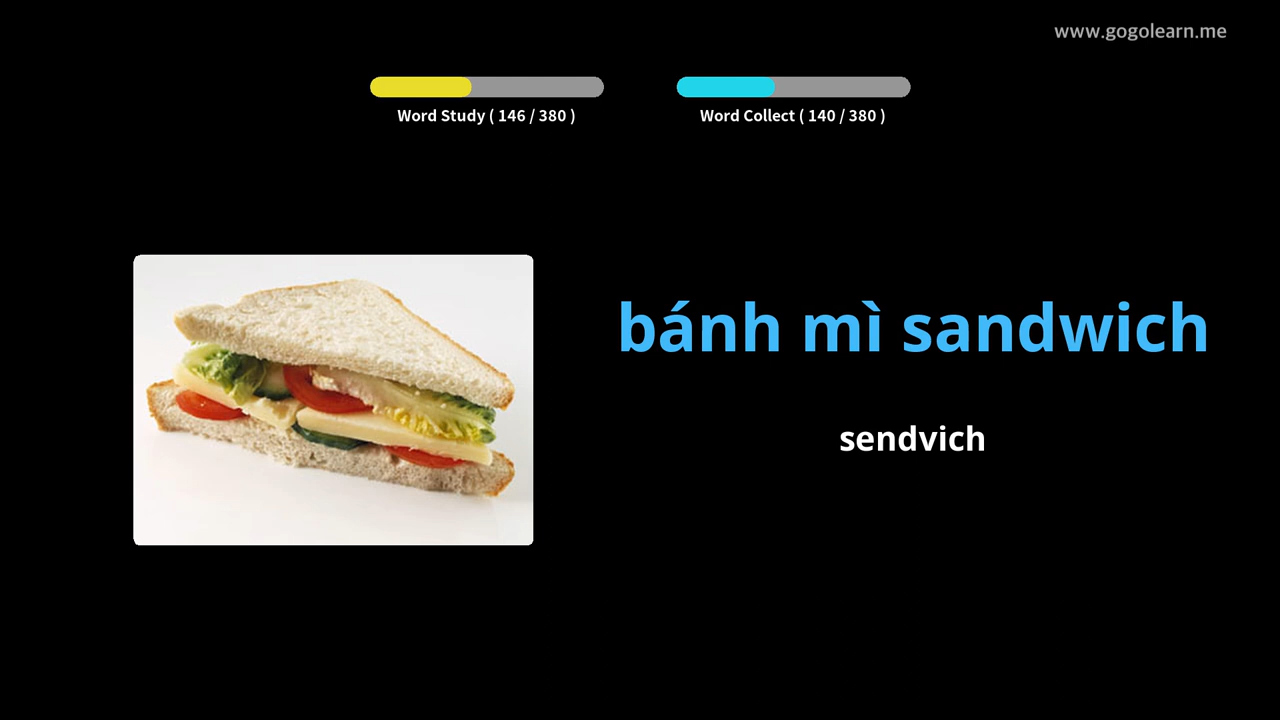 www.gogolearn.me
Word Study ( 146 / 380 )
Word Collect ( 140 / 380 )
bánh mì sandwich
sendvich